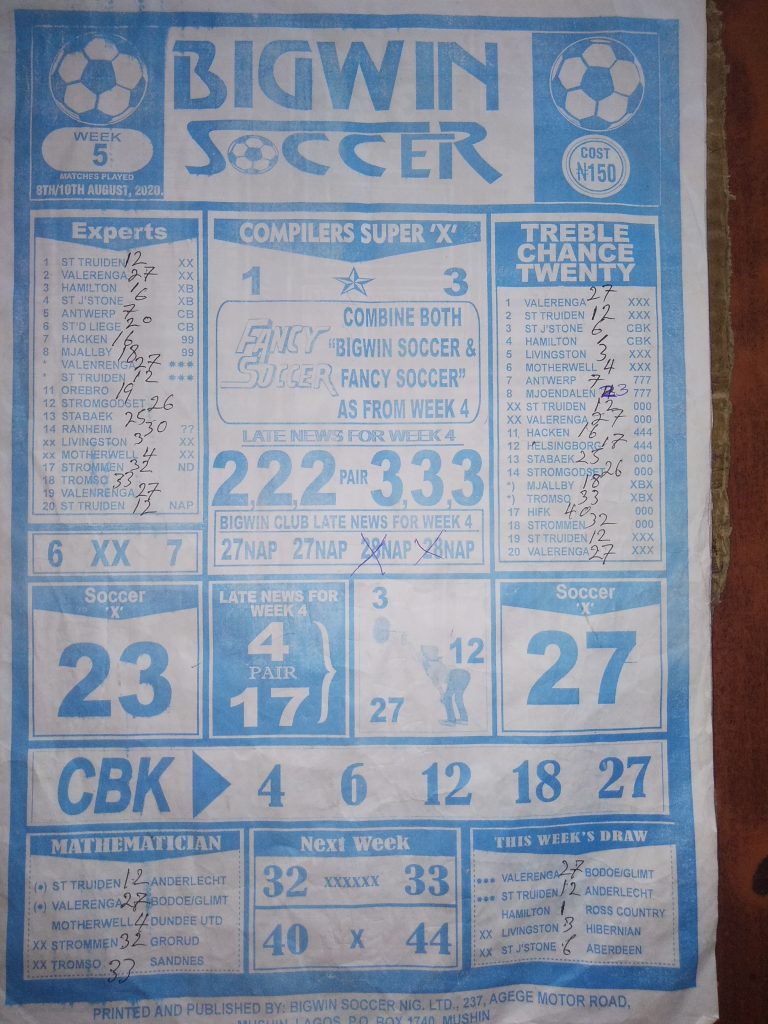 BIGWIN
SOCCER
WEEK
5
MATCHES PLAYED
8TH/10TH AUGUST, 2020.
COST
₦150
Experts
1 ST TRUIDEN 12 XX
2 VALERENGA 27 XX
3 HAMILTON 1 XB
4 ST J'STONE 6 XB
5 ANTWERP 7 CB
6 ST'D LIEGE 20 CB
7 HACKEN 16 99
8 MJALLBY 18 99
* VALENRENGA 27 ***
* ST TRUIDEN 12 ***
11 OREBRO 19
12 STROMGODSET 26
13 STABAEK 25
14 RANHEIM 30 ??
xx LIVINGSTON 3 XX
xx MOTHERWELL 4 XX
17 STROMMEN 32 ND
18 TROMSO 33
19 VALERENGA 27
20 ST TRUIDEN 12 NAP
6 XX 7
COMPILERS SUPER 'X'
1 3
FANCY
SOCCER
COMBINE BOTH
"BIGWIN SOCCER &
FANCY SOCCER"
AS FROM WEEK 4
LATE NEWS FOR WEEK 4
2,2,2 PAIR 3,3,3
BIGWIN CLUB LATE NEWS FOR WEEK 4
27NAP 27NAP 28NAP 28NAP
TREBLE
CHANCE
TWENTY
1 VALERENGA 27 XXX
2 ST TRUIDEN 12 XXX
3 ST J'STONE 6 CBK
4 HAMILTON CBK
5 LIVINGSTON 3 XXX
6 MOTHERWELL 4 XXX
7 ANTWERP 7 777
8 MJOENDALEN 23 777
XX ST TRUIDEN 12 000
XX VALERENGA 27 000
11 HACKEN 16 444
12 HELSINGBORG 17 444
13 STABAEK 25 000
14 STROMGODSET 26 000
*) MJALLBY 18 XBX
*) TROMSO 33 XBX
17 HIFK 40 000
18 STROMMEN 32 000
19 ST TRUIDEN 12 XXX
20 VALERENGA 27 XXX
Soccer
'X'
23
LATE NEWS FOR
WEEK 4
4
PAIR
17
3
12
27
Soccer
'X'
27
CBK 4 6 12 18 27
MATHEMATICIAN
(*) ST TRUIDEN 12 ANDERLECHT
(*) VALERENGA 27 BODOE/GLIMT
MOTHERWELL 4 DUNDEE UTD
XX STROMMEN 32 GRORUD
XX TROMSO 33 SANDNES
Next Week
32 XXXXXX 33
40 X 44
THIS WEEK'S DRAW
*** VALERENGA 27 BODOE/GLIMT
*** ST TRUIDEN 12 ANDERLECHT
HAMILTON 1 ROSS COUNTRY
XX LIVINGSTON 3 HIBERNIAN
XX ST J'STONE 6 ABERDEEN
PRINTED AND PUBLISHED BY: BIGWIN SOCCER NIG. LTD., 237, AGEGE MOTOR ROAD,
MUSHIN, LAGOS. P.O. BOX 1740, MUSHIN